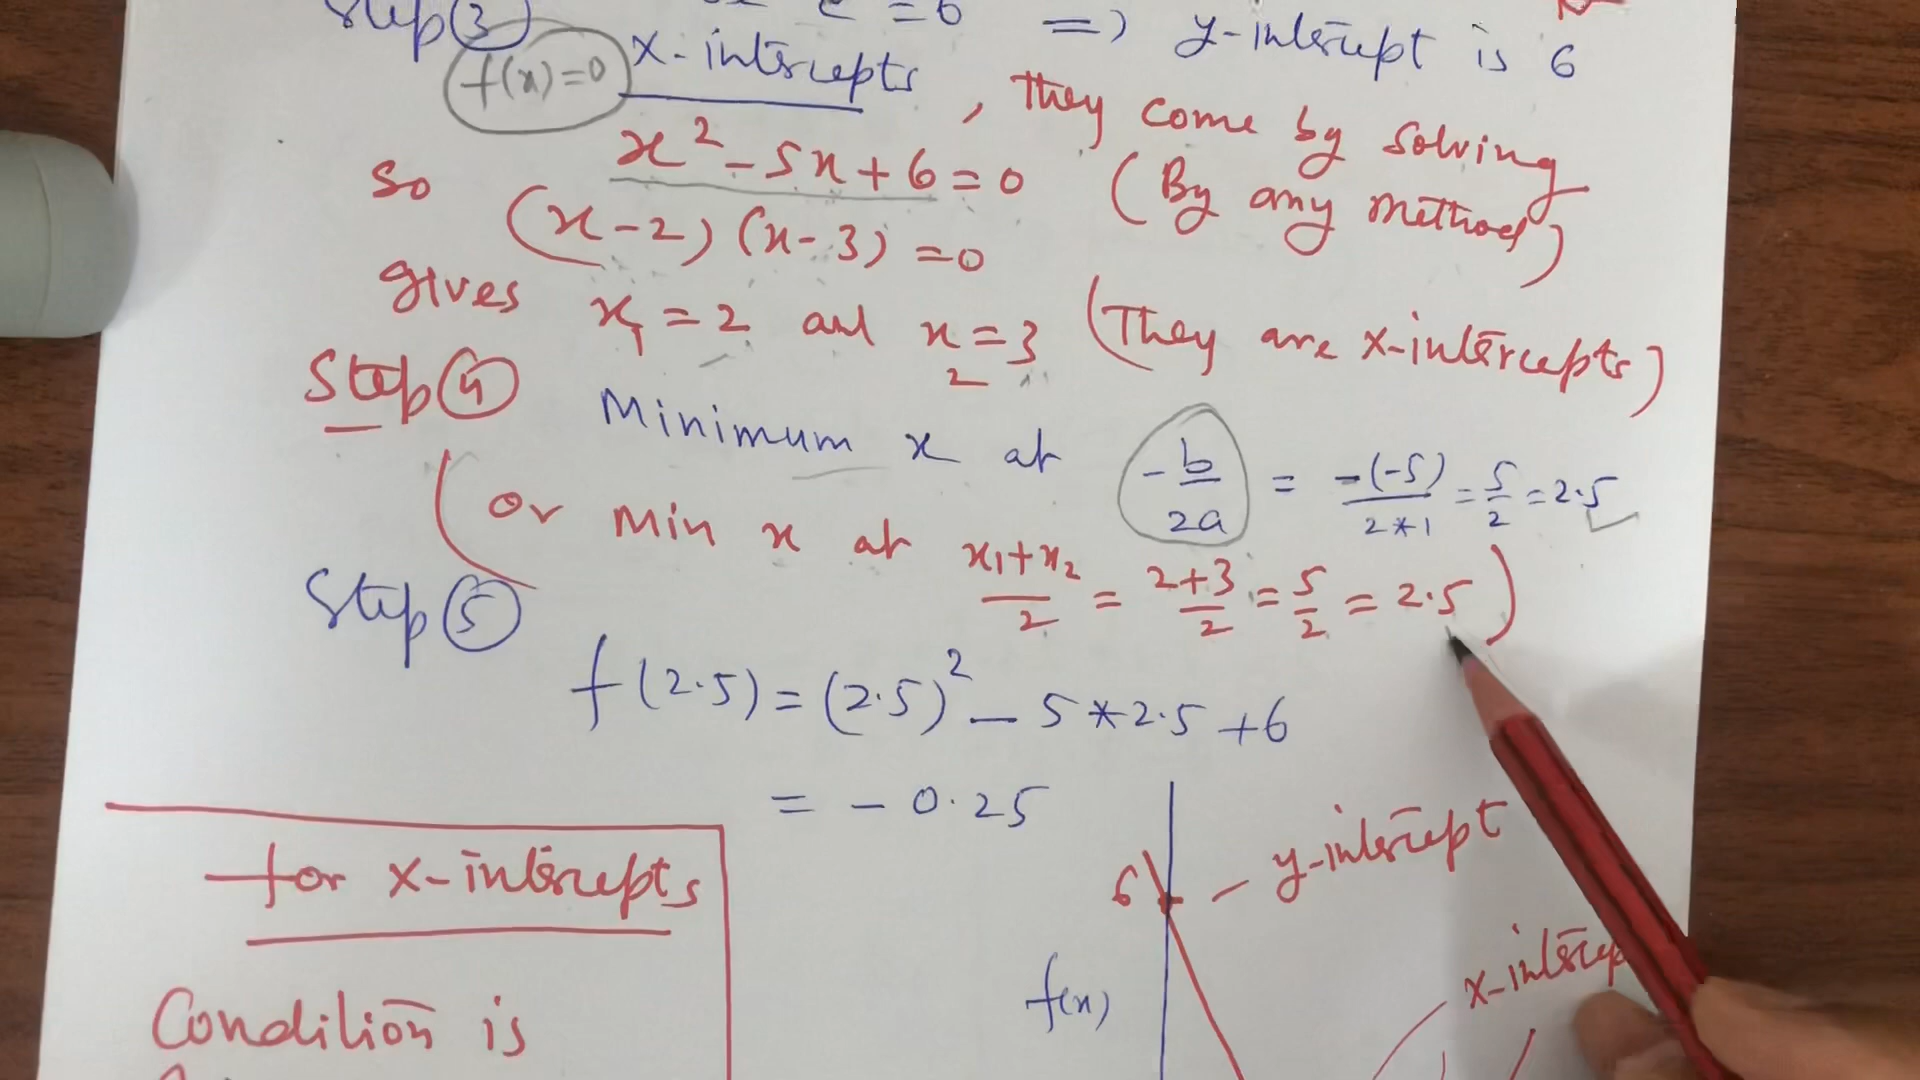 Step 3 = 6 => y-intercept is 6
f(x)=0 x-intercepts, They come by Solving
So x² - 5x + 6 = 0 (By any method)
(x-2) (x-3) = 0
gives x₁ = 2 and x₂ = 3 (They are x-intercepts)
Step 4 Minimum x at -b/2a = -(-5)/2*1 = 5/2 = 2.5
(or Min x at x₁+x₂/2 = 2+3/2 = 5/2 = 2.5)
Step 5
f(2.5) = (2.5)² - 5*2.5 + 6
= -0.25
for x-intercepts
Condition is
6 - y-intercept
x-intercep
f(x)